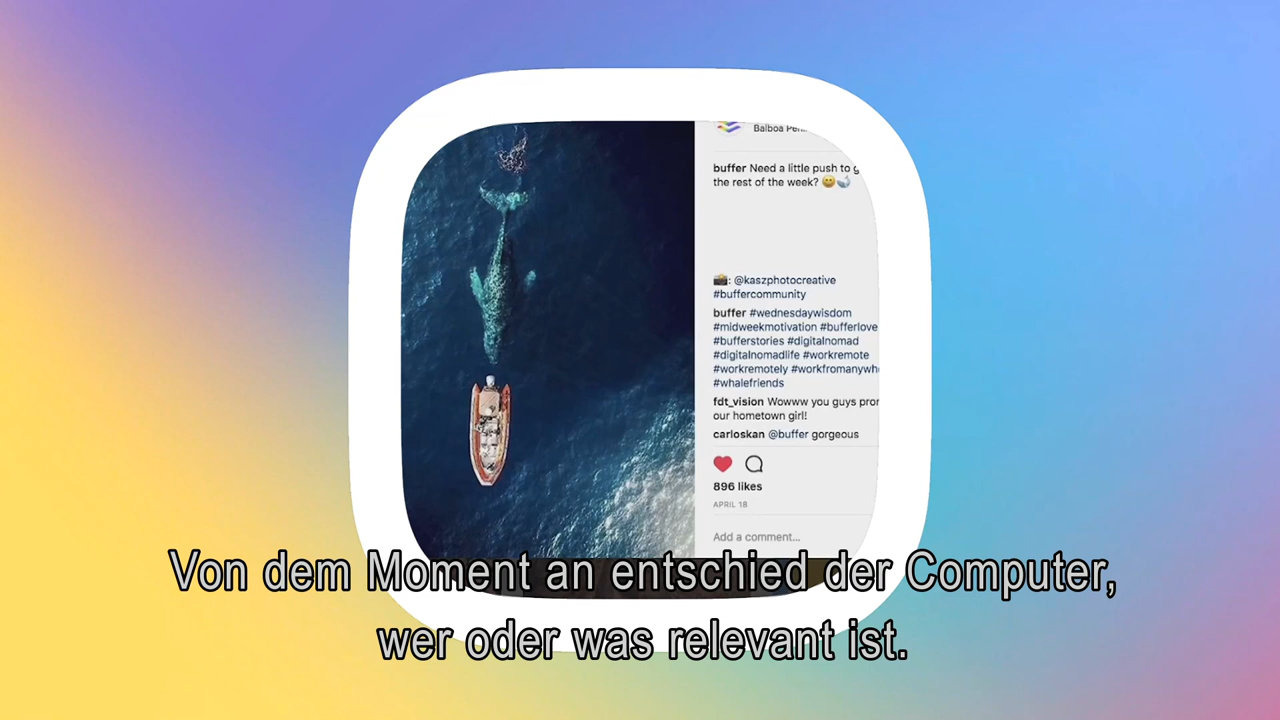 Balboa
buffer Need a little push to
the rest of the week? 😀🐳
📸: @kaszphotocreative
#buffercommunity
buffer #wednesdaywisdom
#midweekmotivation #bufferlove
#bufferstories #digitalnomad
#digitalnomadlife #workremote
#workremotely
#whalefriends
fdt_vision Wowww you guys
our hometown girl!
carloskan @buffer gorgeous
896 likes
APRIL 18
Add a comment...
Von dem Moment an entschied der Computer,
wer oder was relevant ist.